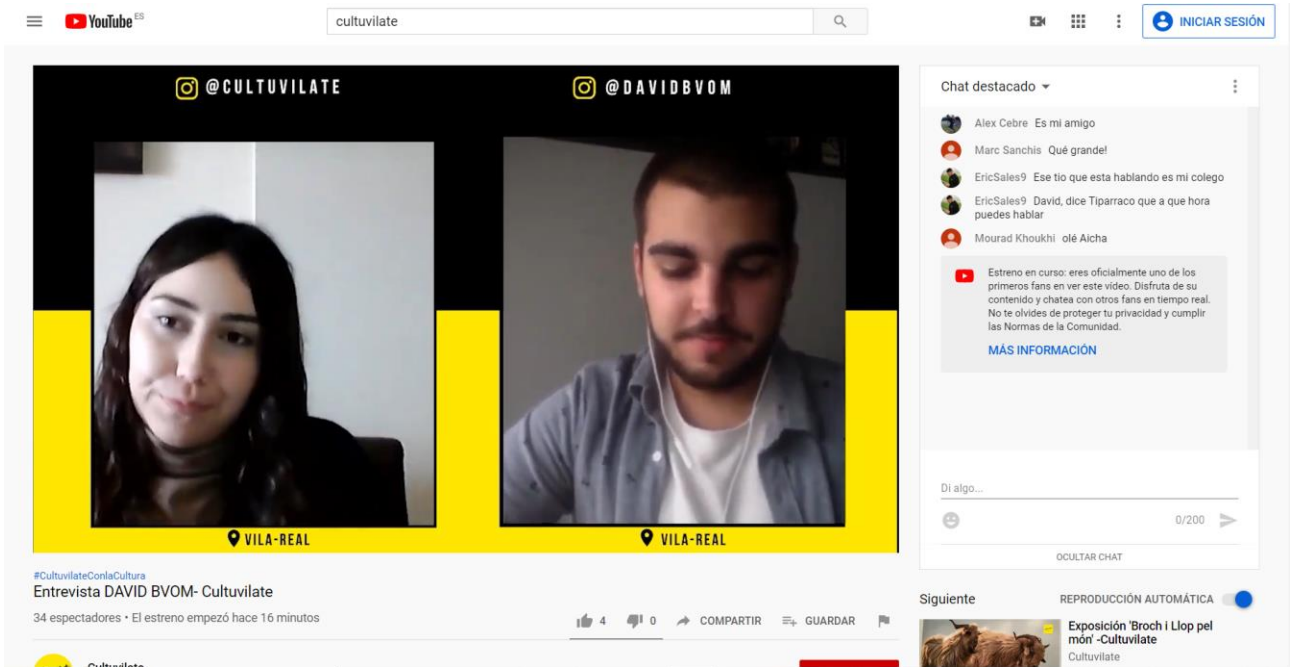 YouTube ES
cultuvilate
INICIAR SESIÓN
@CULTUVILATE
@DAVIDBVOM
VILA-REAL
VILA-REAL
#CultuvilateConlaCultura
Entrevista DAVID BVOM- Cultuvilate
34 espectadores • El estreno empezó hace 16 minutos
4
0
COMPARTIR
GUARDAR
Cultuvilate
Chat destacado
Alex Cebre Es mi amigo
Marc Sanchis Qué grande!
EricSales9 Ese tio que esta hablando es mi colego
EricSales9 David, dice Tiparraco que a que hora
puedes hablar
Mourad Khoukhi olé Aicha
Estreno en curso: eres oficialmente uno de los
primeros fans en ver este vídeo. Disfruta de su
contenido y chatea con otros fans en tiempo real.
No te olvides de proteger tu privacidad y cumplir
las Normas de la Comunidad.
MÁS INFORMACIÓN
Di algo...
0/200
OCULTAR CHAT
Siguiente
REPRODUCCIÓN AUTOMÁTICA
Exposición 'Broch i Llop pel
món' -Cultuvilate
Cultuvilate